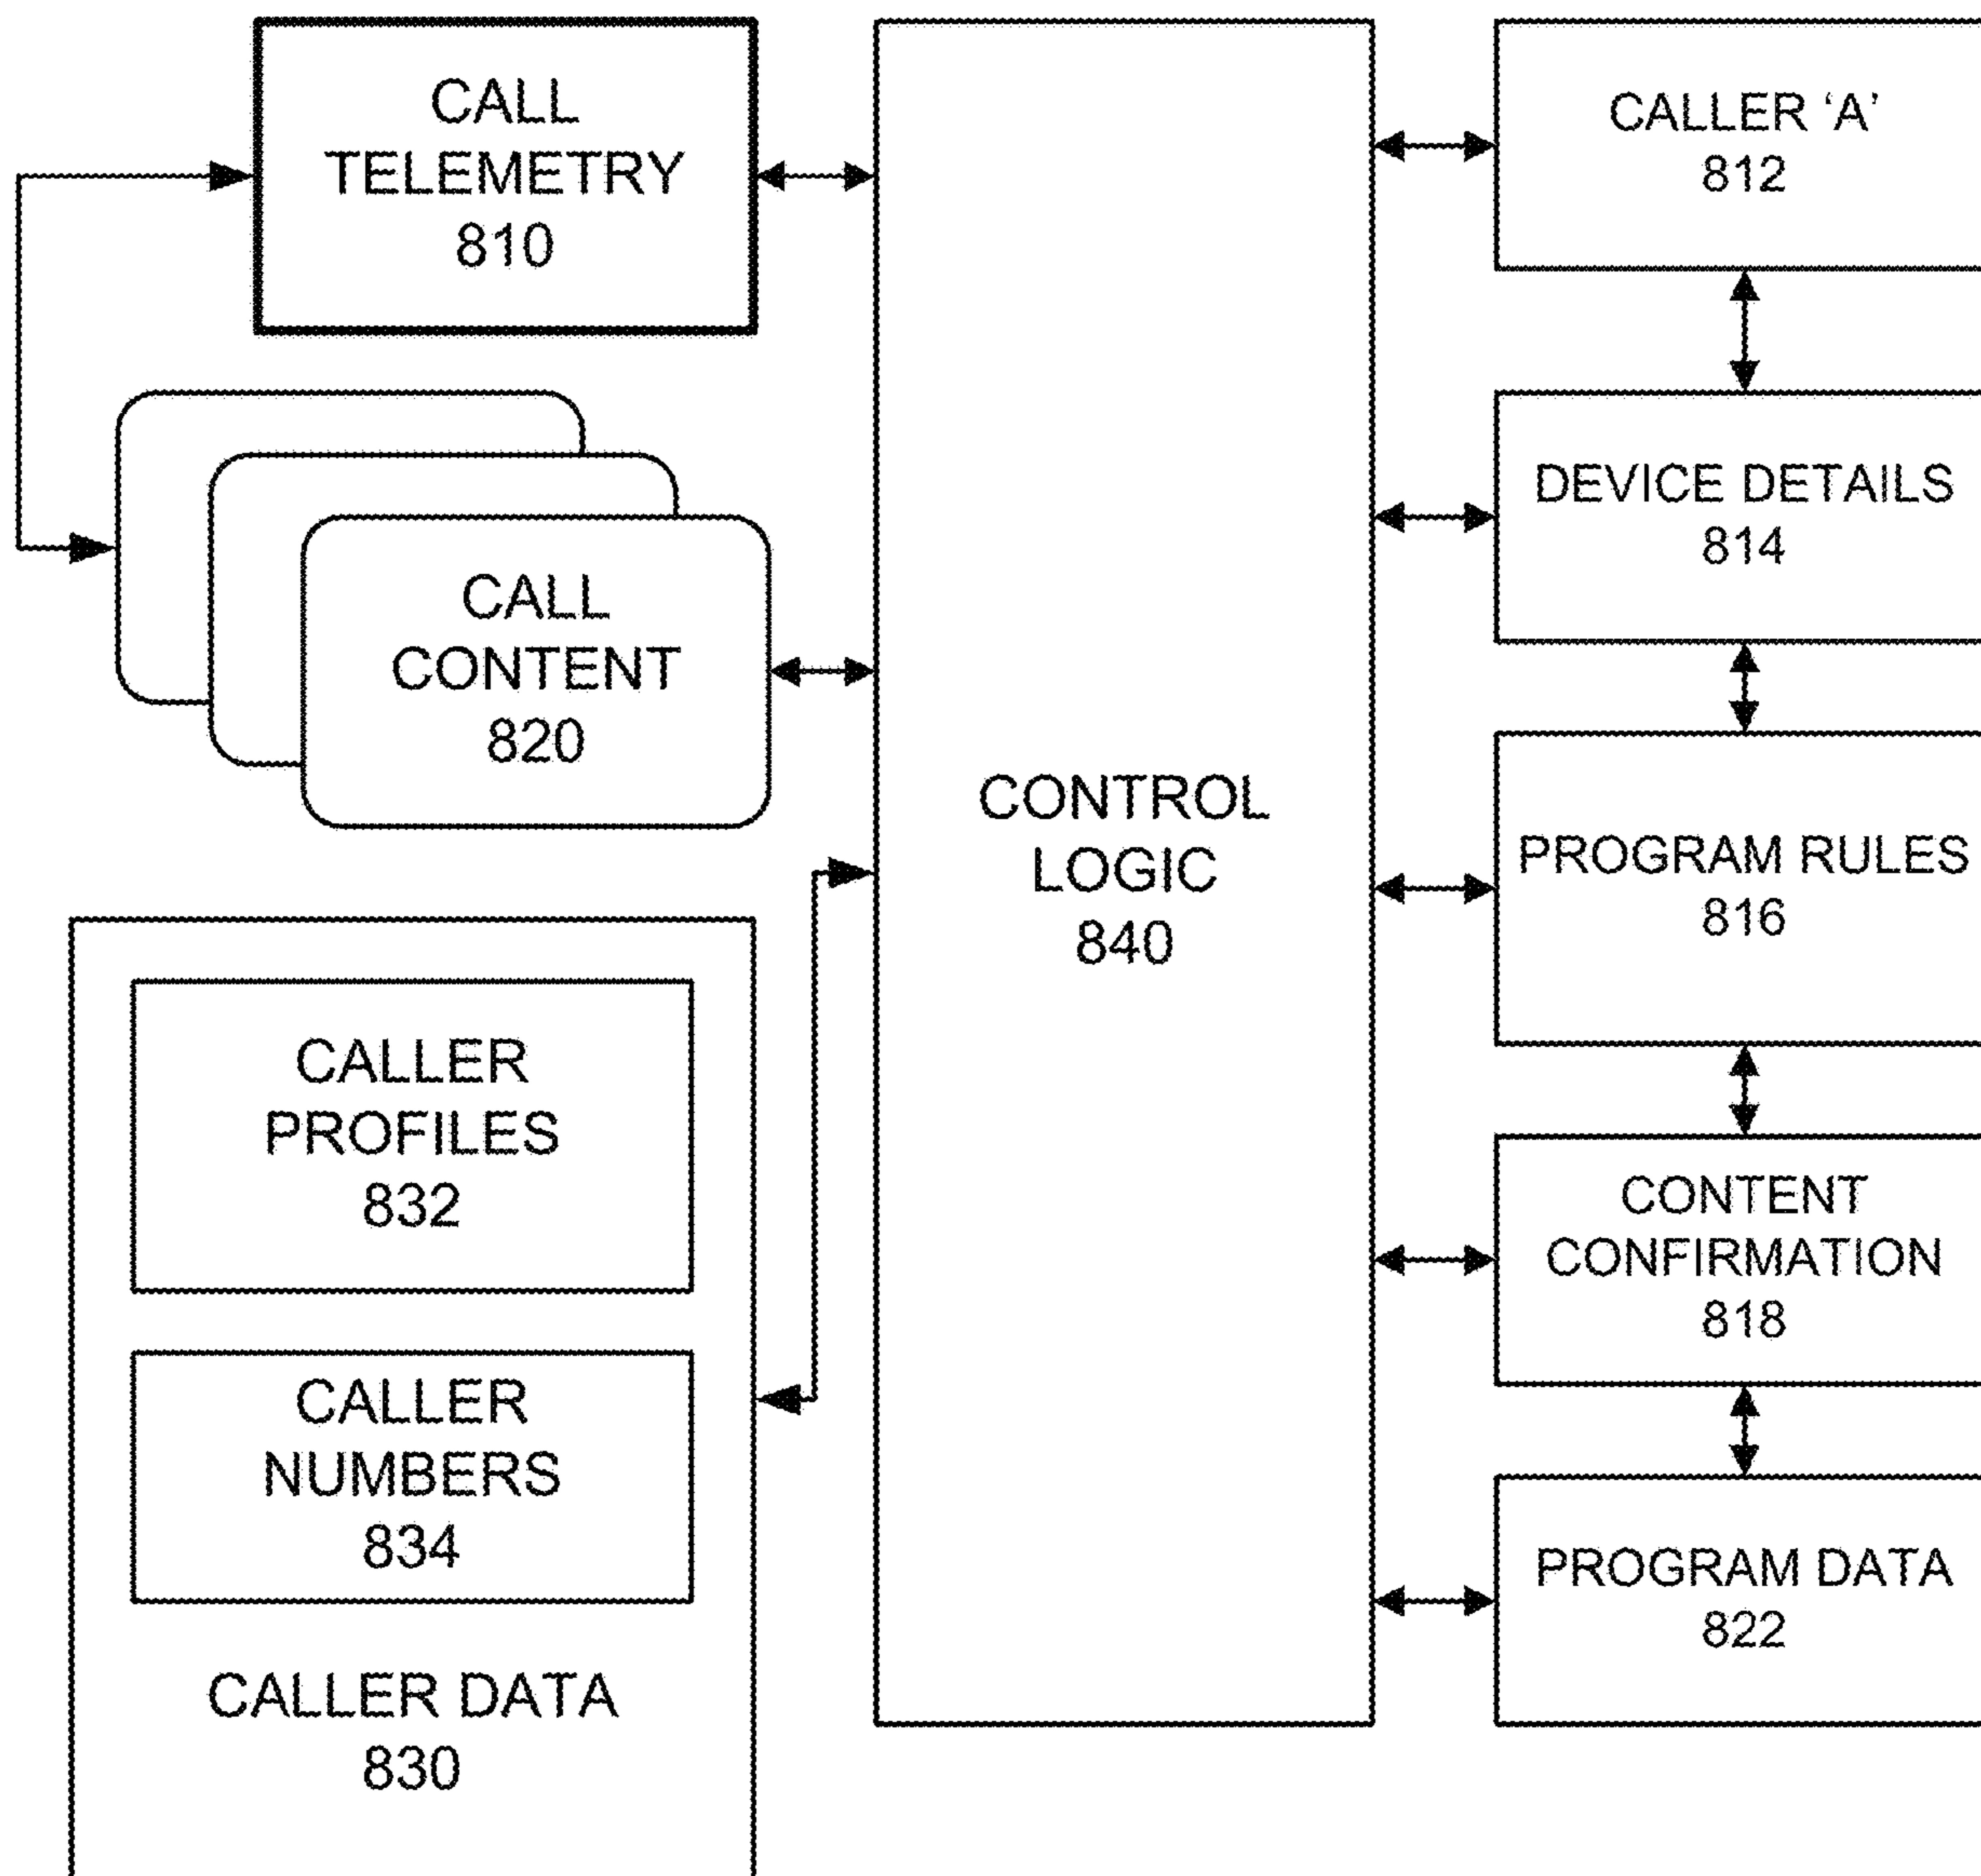 CALL
TELEMETRY
810
CALL
CONTENT
820
CALLER
PROFILES
832
CALLER
NUMBERS
834
CALLER DATA
830
CONTROL
LOGIC
840
CALLER ‘A’
812
DEVICE DETAILS
814
PROGRAM RULES
816
CONTENT
CONFIRMATION
818
PROGRAM DATA
822